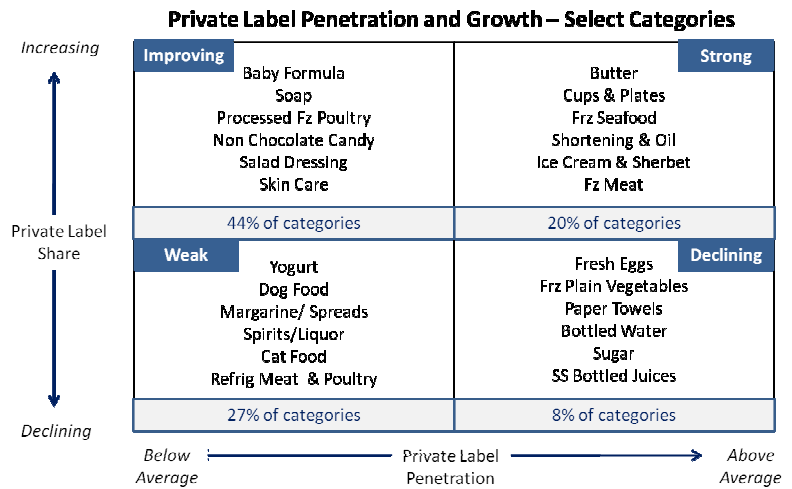 Private Label Penetration and Growth – Select Categories
Increasing
Improving
Baby Formula
Soap
Processed Fz Poultry
Non Chocolate Candy
Salad Dressing
Skin Care
44% of categories
Strong
Butter
Cups & Plates
Frz Seafood
Shortening & Oil
Ice Cream & Sherbet
Fz Meat
20% of categories
Private Label
Share
Weak
Yogurt
Dog Food
Margarine/ Spreads
Spirits/Liquor
Cat Food
Refrig Meat & Poultry
27% of categories
Declining
Fresh Eggs
Frz Plain Vegetables
Paper Towels
Bottled Water
Sugar
SS Bottled Juices
8% of categories
Declining
Below
Average
Private Label
Penetration
Above
Average